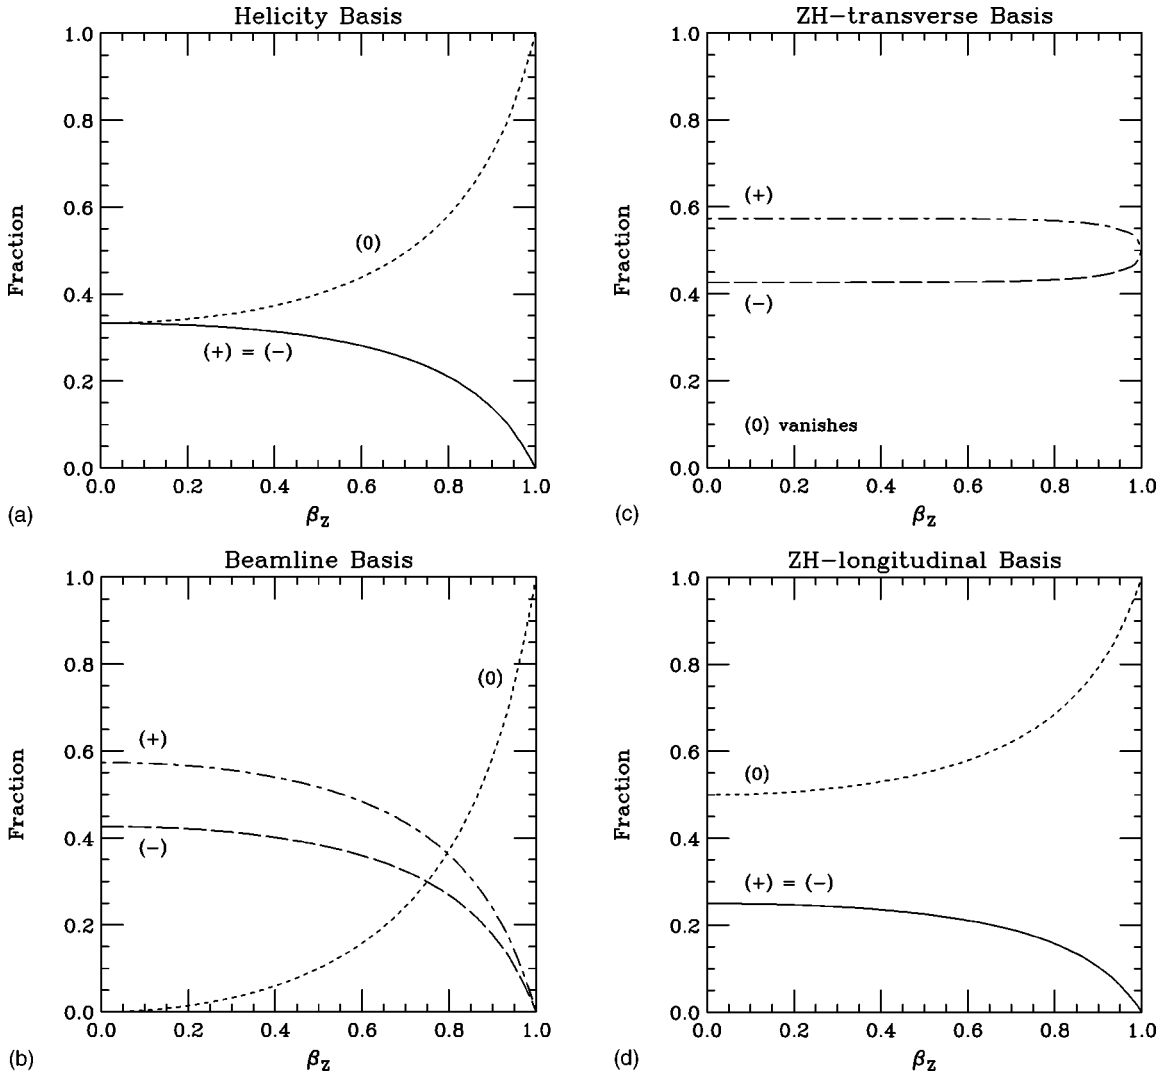 Helicity Basis
Fraction
1.0
0.8
0.6
0.4
0.2
0.0
(0)
(+) = (−)
0.0 0.2 0.4 0.6 0.8 1.0
β_Z
(a)
ZH−transverse Basis
Fraction
1.0
0.8
0.6
0.4
0.2
0.0
(+)
(−)
(0) vanishes
0.0 0.2 0.4 0.6 0.8 1.0
β_Z
(c)
Beamline Basis
Fraction
1.0
0.8
0.6
0.4
0.2
0.0
(0)
(+)
(−)
0.0 0.2 0.4 0.6 0.8 1.0
β_Z
(b)
ZH−longitudinal Basis
Fraction
1.0
0.8
0.6
0.4
0.2
0.0
(0)
(+) = (−)
0.0 0.2 0.4 0.6 0.8 1.0
β_Z
(d)